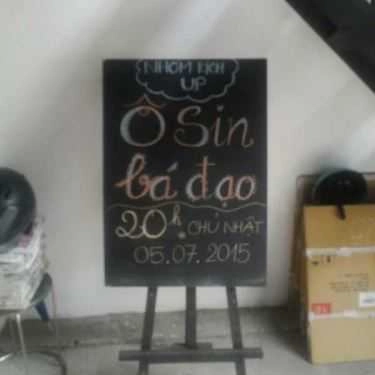 NHÓM KỊCH
UP
Ô Sin
bá đạo
20h CHỦ NHẬT
05.07.2015